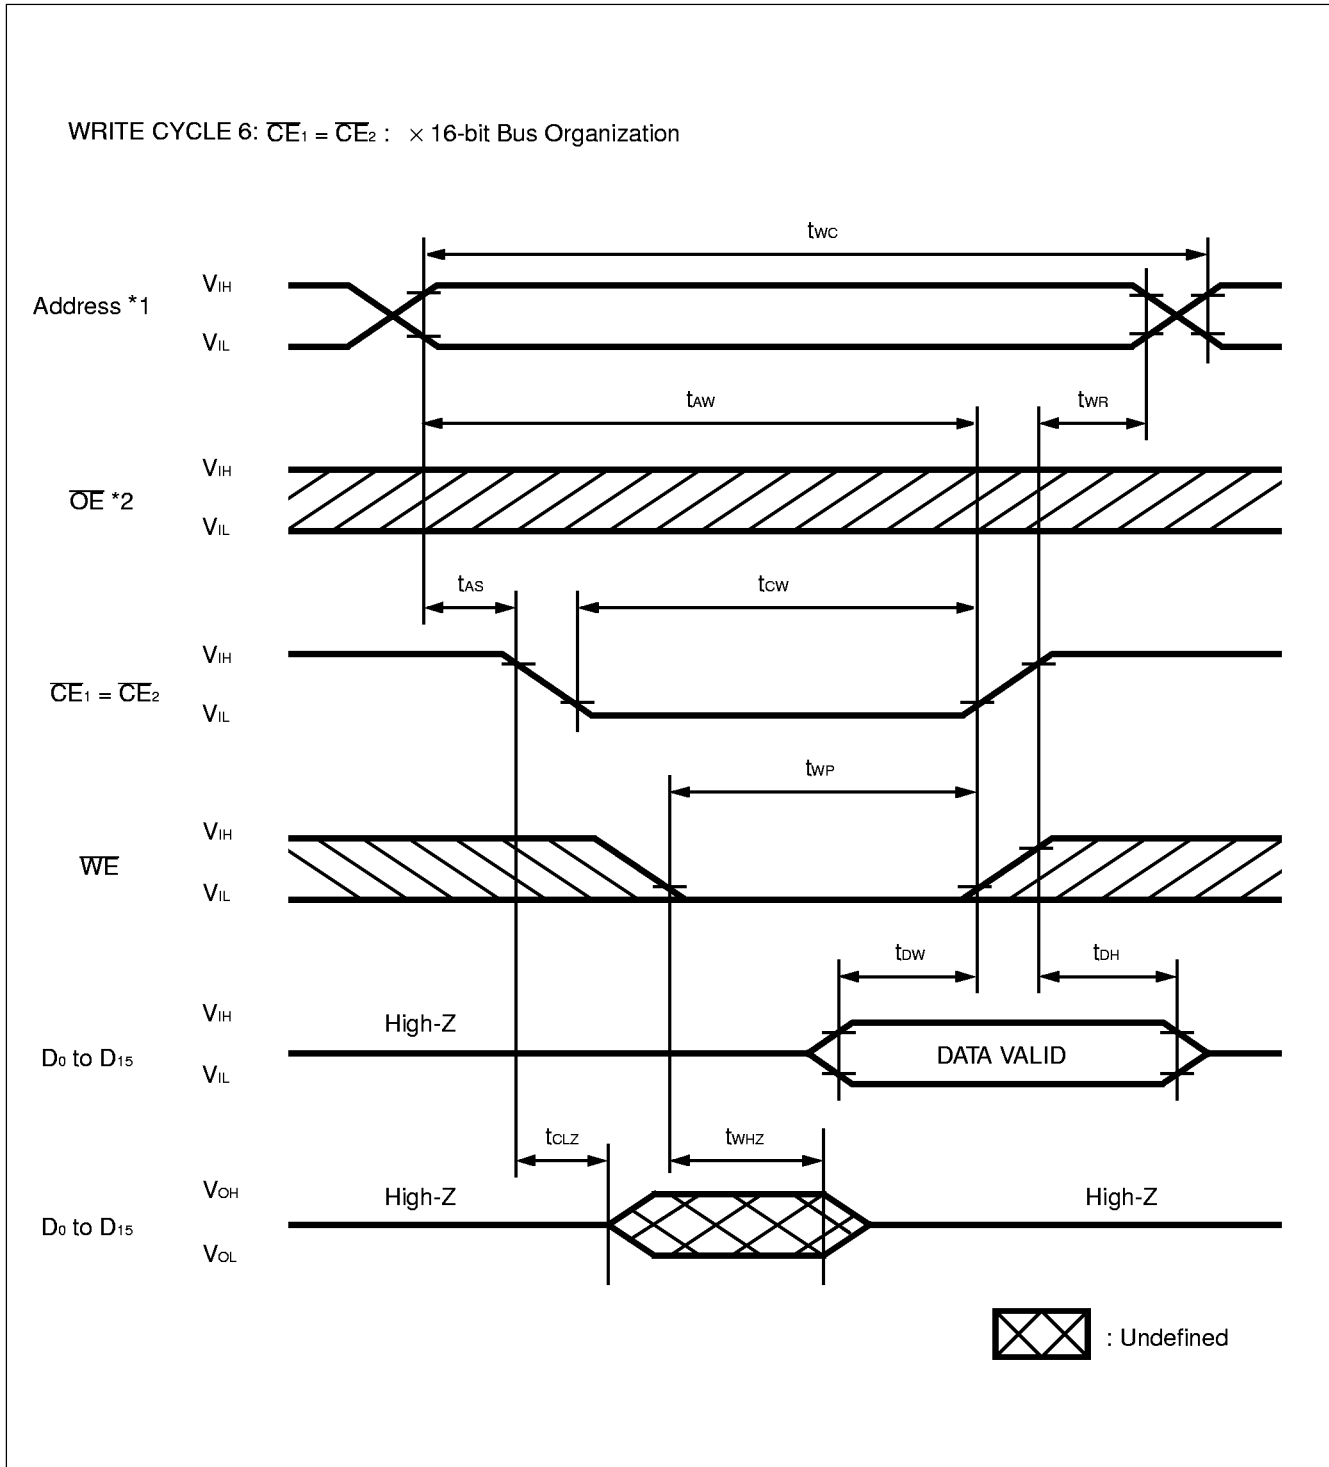 WRITE CYCLE 6: CE1 = CE2 : × 16-bit Bus Organization
tWC
VIH
Address *1
VIL
tAW
tWR
VIH
OE *2
VIL
tAS
tCW
VIH
CE1 = CE2
VIL
tWP
VIH
WE
VIL
tDW
tDH
VIH
High-Z
D0 to D15
DATA VALID
VIL
tCLZ
tWHZ
VOH
High-Z
High-Z
D0 to D15
VOL
: Undefined